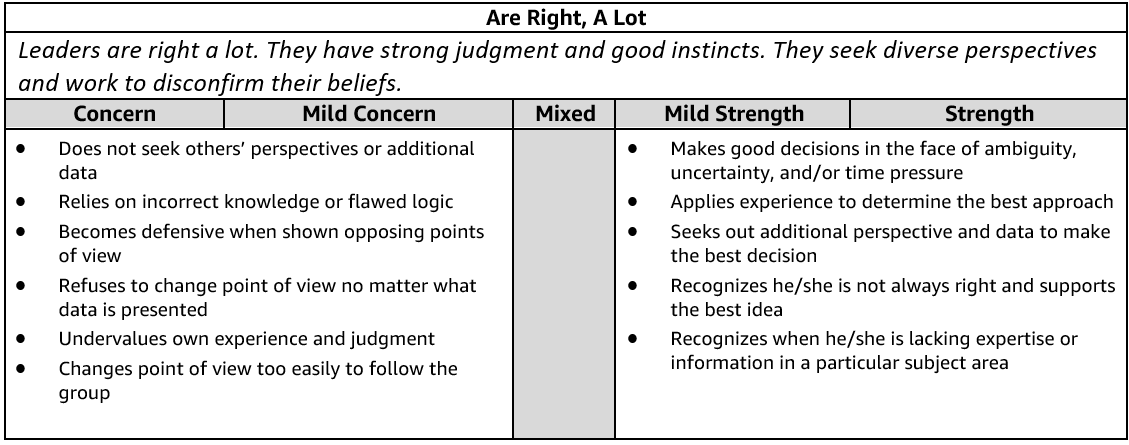 Are Right, A Lot
Leaders are right a lot. They have strong judgment and good instincts. They seek diverse perspectives
and work to disconfirm their beliefs.
Concern Mild Concern Mixed Mild Strength Strength
● Does not seek others’ perspectives or additional
data
● Relies on incorrect knowledge or flawed logic
● Becomes defensive when shown opposing points
of view
● Refuses to change point of view no matter what
data is presented
● Undervalues own experience and judgment
● Changes point of view too easily to follow the
group
● Makes good decisions in the face of ambiguity,
uncertainty, and/or time pressure
● Applies experience to determine the best approach
● Seeks out additional perspective and data to make
the best decision
● Recognizes he/she is not always right and supports
the best idea
● Recognizes when he/she is lacking expertise or
information in a particular subject area